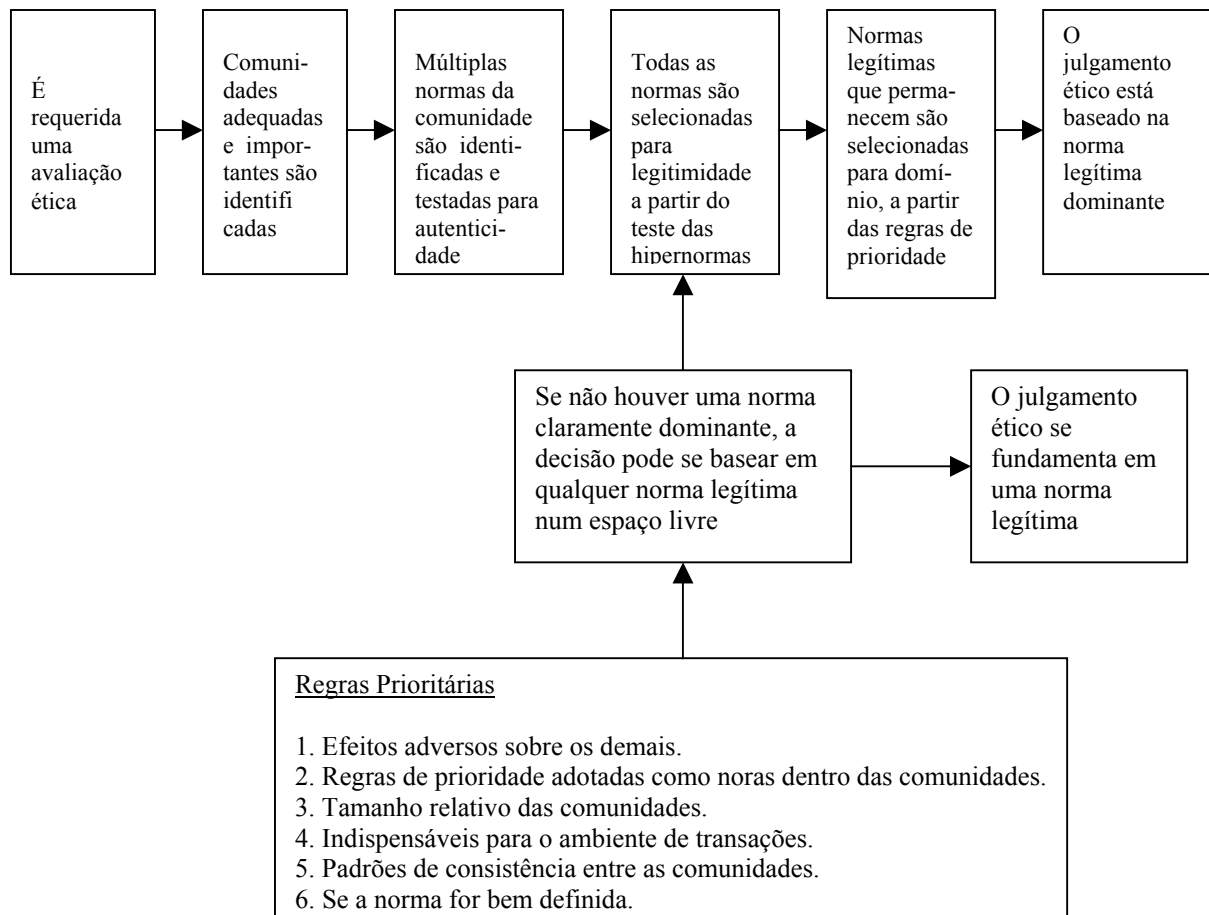 É
requerida
uma
avaliação
ética
Comuni-
dades
adequadas
e impor-
tantes são
identifi
cadas
Múltiplas
normas da
comunidade
são identi-
ficadas e
testadas para
autentici-
dade
Todas as
normas são
selecionadas
para
legitimidade
a partir do
teste das
hipernormas
Normas
legítimas
que perma-
necem são
selecionadas
para domí-
nio, a partir
das regras de
prioridade
O
julgamento
ético está
baseado na
norma
legítima
dominante
Se não houver uma norma
claramente dominante, a
decisão pode se basear em
qualquer norma legítima
num espaço livre
O julgamento
ético se
fundamenta em
uma norma
legítima
Regras Prioritárias
1. Efeitos adversos sobre os demais.
2. Regras de prioridade adotadas como noras dentro das comunidades.
3. Tamanho relativo das comunidades.
4. Indispensáveis para o ambiente de transações.
5. Padrões de consistência entre as comunidades.
6. Se a norma for bem definida.